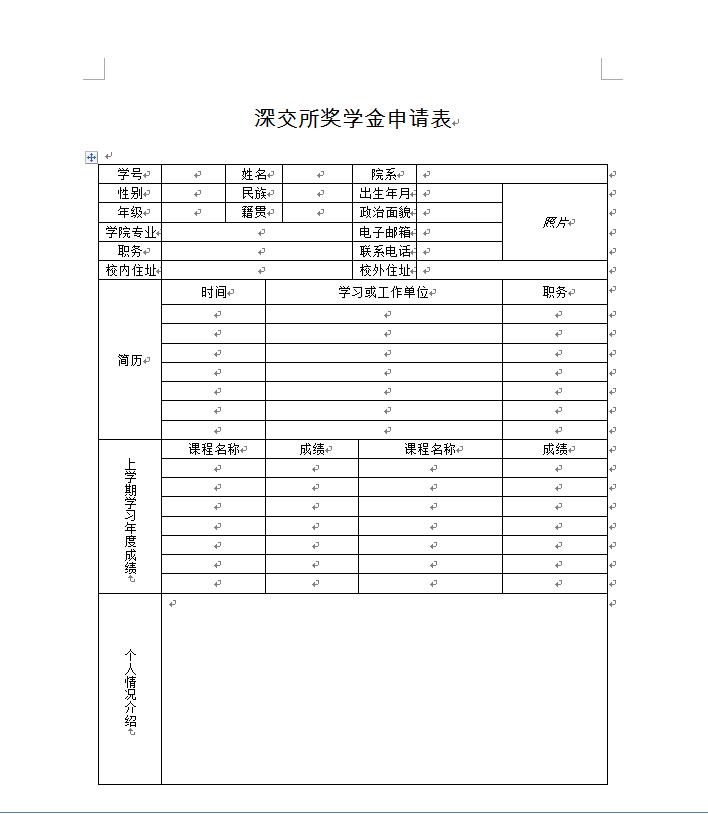 深交所奖学金申请表
学号 姓名 院系
性别 民族 出生年月
年级 籍贯 政治面貌 照片
学院专业 电子邮箱
职务 联系电话
校内住址 校外住址
时间 学习或工作单位 职务
简历
课程名称 成绩 课程名称 成绩
上学期学习年度成绩
个人情况介绍